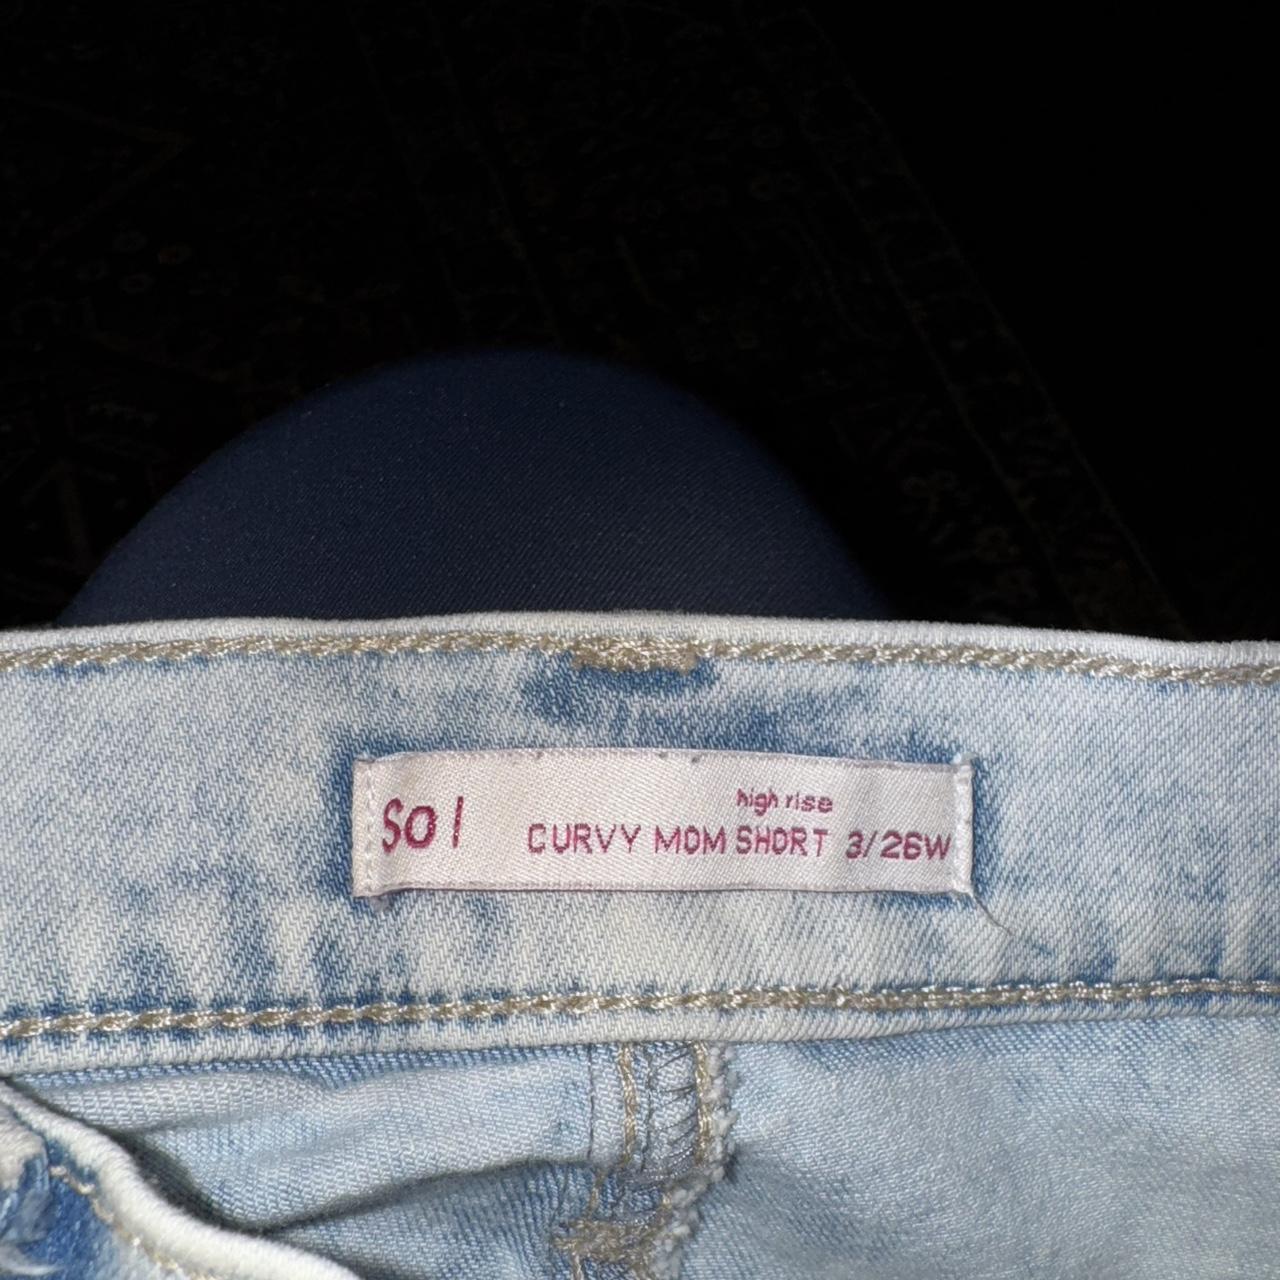 SO |
high rise
CURVY MOM SHORT 3/26W